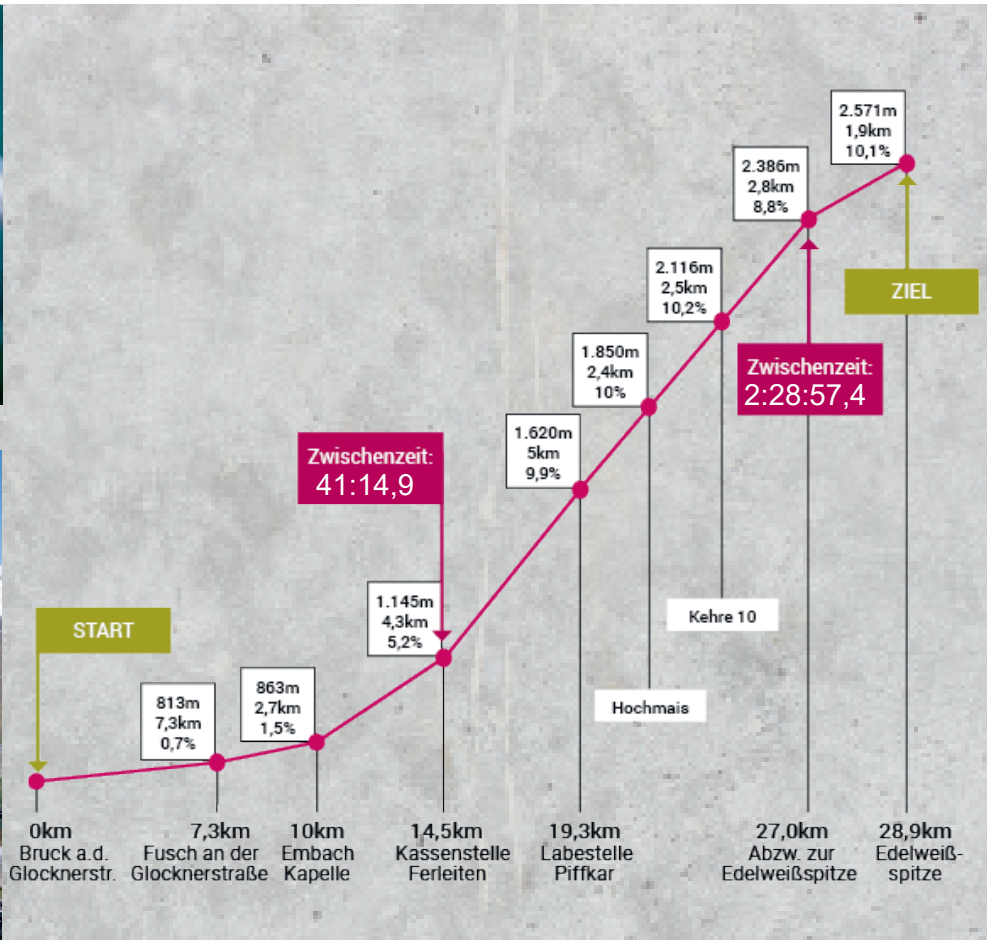 2.571m
1,9km
10,1%
2.386m
2,8km
8,8%
2.116m
2,5km
10,2%
ZIEL
1.850m
2,4km
10%
Zwischenzeit:
2:28:57,4
1.620m
5km
9,9%
Zwischenzeit:
41:14,9
1.145m
4,3km
5,2%
START
Kehre 10
813m
7,3km
0,7%
863m
2,7km
1,5%
Hochmais
0km
Bruck a.d.
Glocknerstr.
7,3km
Fusch an der
Glocknerstraße
10km
Embach
Kapelle
14,5km
Kassenstelle
Ferleiten
19,3km
Labestelle
Piffkar
27,0km
Abzw. zur
Edelweißspitze
28,9km
Edelweiß-
spitze